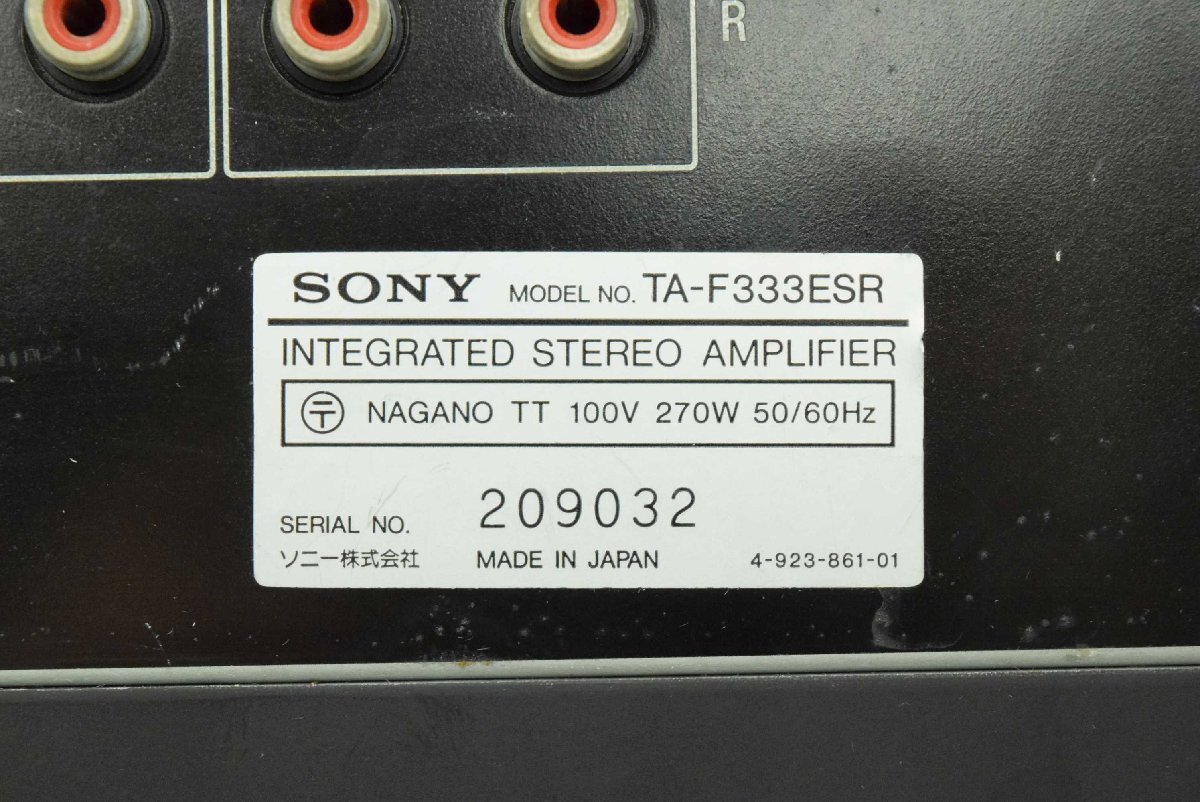 R
SONY MODEL NO. TA-F333ESR
INTEGRATED STEREO AMPLIFIER
〒 NAGANO TT 100V 270W 50/60Hz
SERIAL NO. 209032
ソニー株式会社 MADE IN JAPAN 4-923-861-01